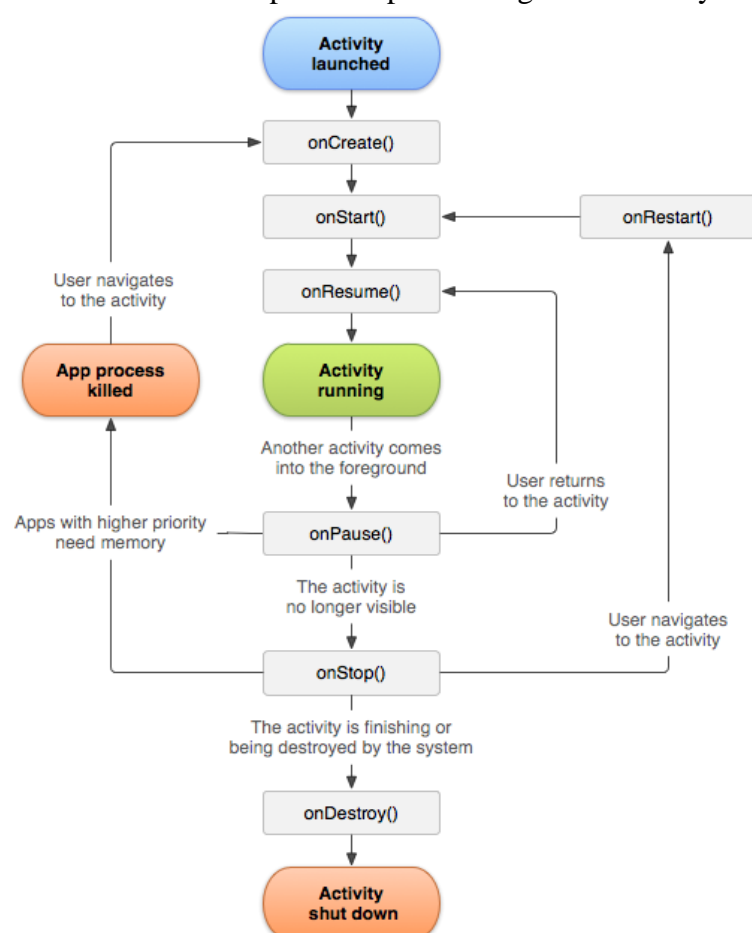 Activity
launched
onCreate()
onStart()
onRestart()
onResume()
User navigates
to the activity
App process
killed
Activity
running
Another activity comes
into the foreground
User returns
to the activity
Apps with higher priority
need memory
onPause()
The activity is
no longer visible
User navigates
to the activity
onStop()
The activity is finishing or
being destroyed by the system
onDestroy()
Activity
shut down